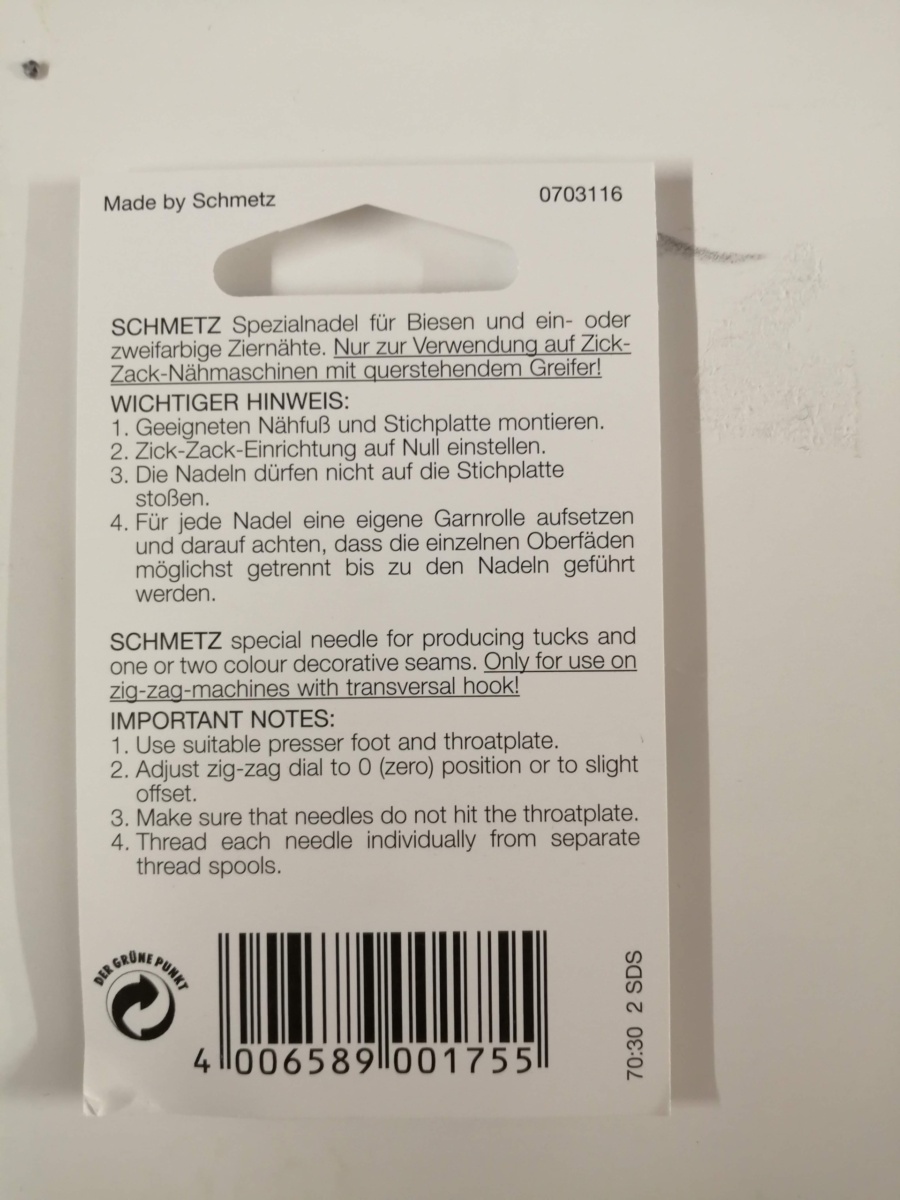 Made by Schmetz
0703116
SCHMETZ Spezialnadel für Biesen und ein- oder
zweifarbige Ziernähte. Nur zur Verwendung auf Zick-
Zack-Nähmaschinen mit querstehendem Greifer!
WICHTIGER HINWEIS:
1. Geeigneten Nähfuß und Stichplatte montieren.
2. Zick-Zack-Einrichtung auf Null einstellen.
3. Die Nadeln dürfen nicht auf die Stichplatte
stoßen.
4. Für jede Nadel eine eigene Garnrolle aufsetzen
und darauf achten, dass die einzelnen Oberfäden
möglichst getrennt bis zu den Nadeln geführt
werden.
SCHMETZ special needle for producing tucks and
one or two colour decorative seams. Only for use on
zig-zag-machines with transversal hook!
IMPORTANT NOTES:
1. Use suitable presser foot and throatplate.
2. Adjust zig-zag dial to 0 (zero) position or to slight
offset.
3. Make sure that needles do not hit the throatplate.
4. Thread each needle individually from separate
thread spools.
DER GRÜNE PUNKT
4 006589 001755
70:30 2 SDS